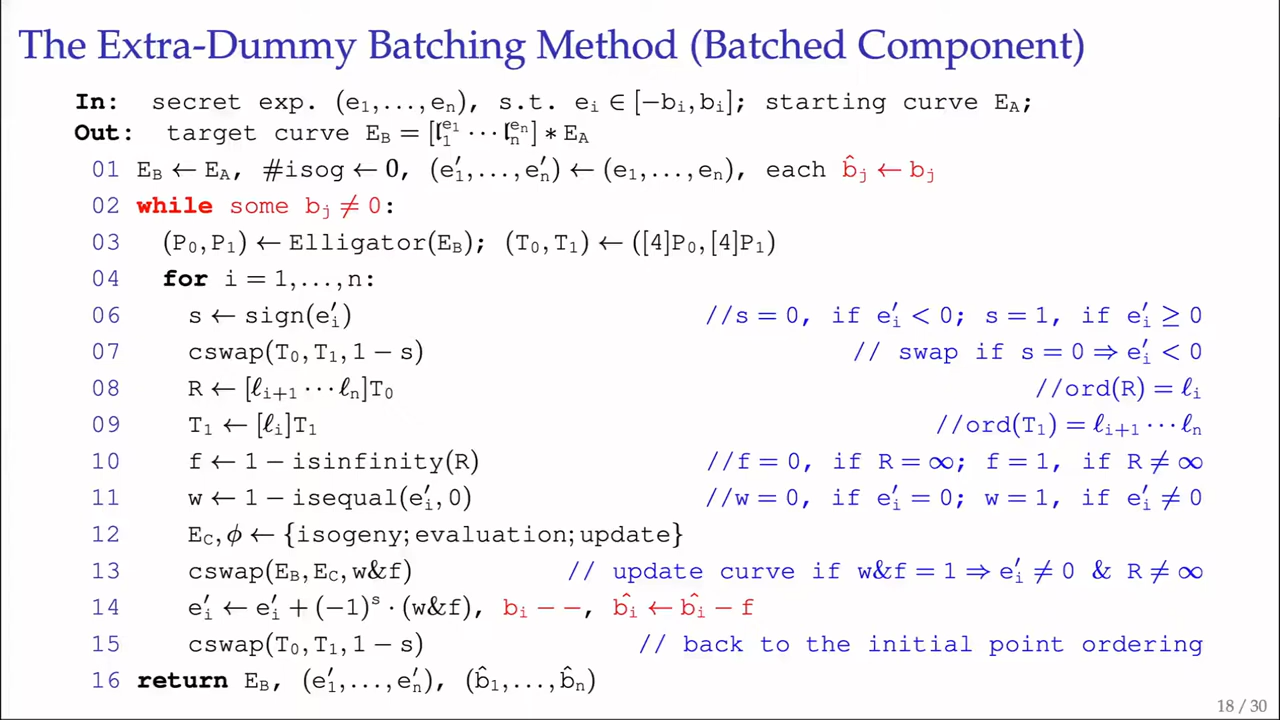 The Extra-Dummy Batching Method (Batched Component)
In: secret exp. (e₁,...,eₙ), s.t. eᵢ ∈ [−bᵢ,bᵢ]; starting curve E_A;
Out: target curve E_B = [𝔩₁^{e₁} ··· 𝔩ₙ^{eₙ}] ∗ E_A
01 E_B ← E_A, #isog ← 0, (e′₁,...,e′ₙ) ← (e₁,...,eₙ), each b̂ⱼ ← bⱼ
02 while some bⱼ ≠ 0:
03 (P₀,P₁) ← Elligator(E_B); (T₀,T₁) ← ([4]P₀,[4]P₁)
04 for i = 1,...,n:
06 s ← sign(e′ᵢ) //s = 0, if e′ᵢ < 0; s = 1, if e′ᵢ ≥ 0
07 cswap(T₀,T₁,1 − s) // swap if s = 0 ⇒ e′ᵢ < 0
08 R ← [ℓᵢ₊₁ ··· ℓₙ]T₀ //ord(R) = ℓᵢ
09 T₁ ← [ℓᵢ]T₁ //ord(T₁) = ℓᵢ₊₁ ··· ℓₙ
10 f ← 1 − isinfinity(R) //f = 0, if R = ∞; f = 1, if R ≠ ∞
11 w ← 1 − isequal(e′ᵢ,0) //w = 0, if e′ᵢ = 0; w = 1, if e′ᵢ ≠ 0
12 E_C,ϕ ← {isogeny;evaluation;update}
13 cswap(E_B,E_C,w&f) // update curve if w&f = 1 ⇒ e′ᵢ ≠ 0 & R ≠ ∞
14 e′ᵢ ← e′ᵢ + (−1)ˢ · (w&f), bᵢ − −, b̂ᵢ ← b̂ᵢ − f
15 cswap(T₀,T₁,1 − s) // back to the initial point ordering
16 return E_B, (e′₁,...,e′ₙ), (b̂₁,...,b̂ₙ)
18 / 30